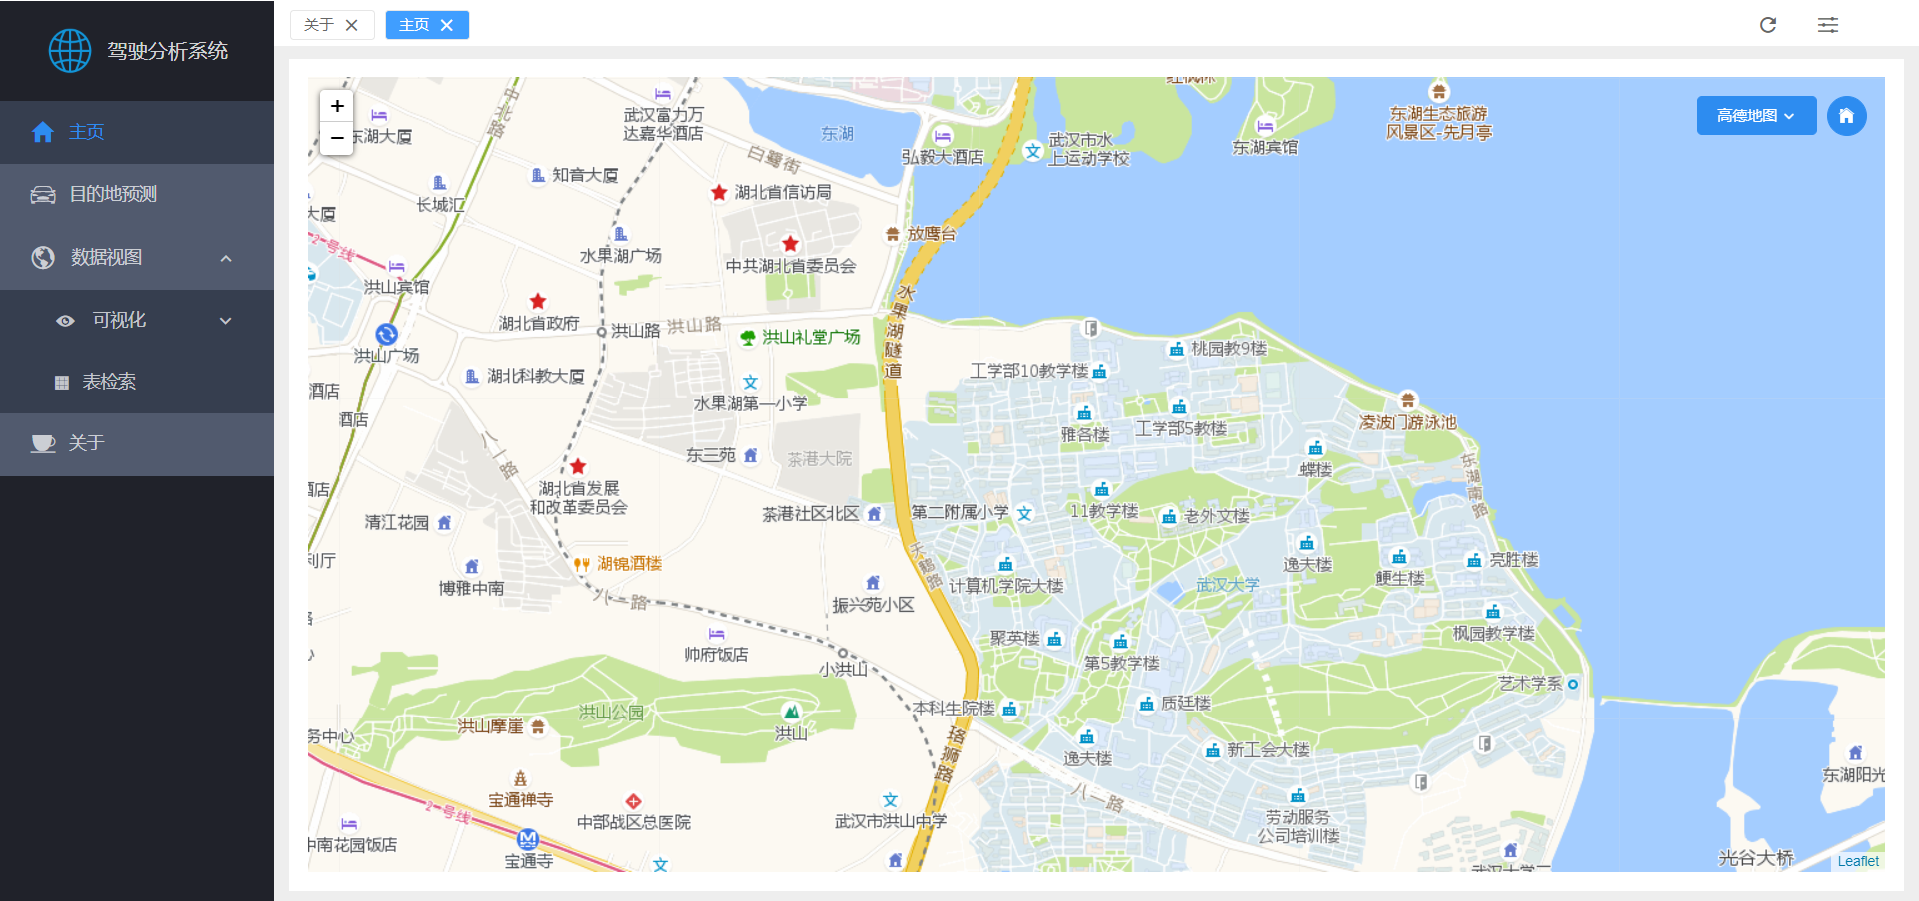 驾驶分析系统
主页
目的地预测
数据视图
可视化
表检索
关于
关于
主页
+
−
高德地图
中北路
武汉富力万
达嘉华酒店
东湖大厦
东湖
白鹭街
弘毅大酒店
武汉市水
上运动学校
东湖宾馆
东湖生态旅游
风景区-先月亭
知音大厦
长城汇
大厦
湖北省信访局
2号线
水果湖广场
中共湖北省委员会
放鹰台
洪山宾馆
湖北省政府
洪山路
洪山路
洪山礼堂广场
水果湖隧道
洪山广场
湖北科教大厦
酒店
酒店
水果湖第一小学
工学部10教学楼
桃园教9楼
雅各楼
工学部5教楼
凌波门游泳池
东三苑
茶港大院
八一路
蝶楼
东湖南路
酒店
湖北省发展
和改革委员会
清江花园
茶港社区北区
第二附属小学
11教学楼
老外文楼
利厅
湖锦酒楼
天鹅路
博雅中南
计算机学院大楼
武汉大学
逸夫楼
鲠生楼
亮胜楼
八一路
振兴苑小区
枫园教学楼
聚英楼
第5教学楼
帅府饭店
小洪山
艺术学系
本科生院楼
质廷楼
洪山公园
洪山摩崖
洪山
务中心
珞狮路
逸夫楼
新工会大楼
东湖阳光
宝通禅寺
2号线
中部战区总医院
武汉市洪山中学
八一路
劳动服务
公司培训楼
中南花园饭店
宝通寺
光谷大桥
Leaflet